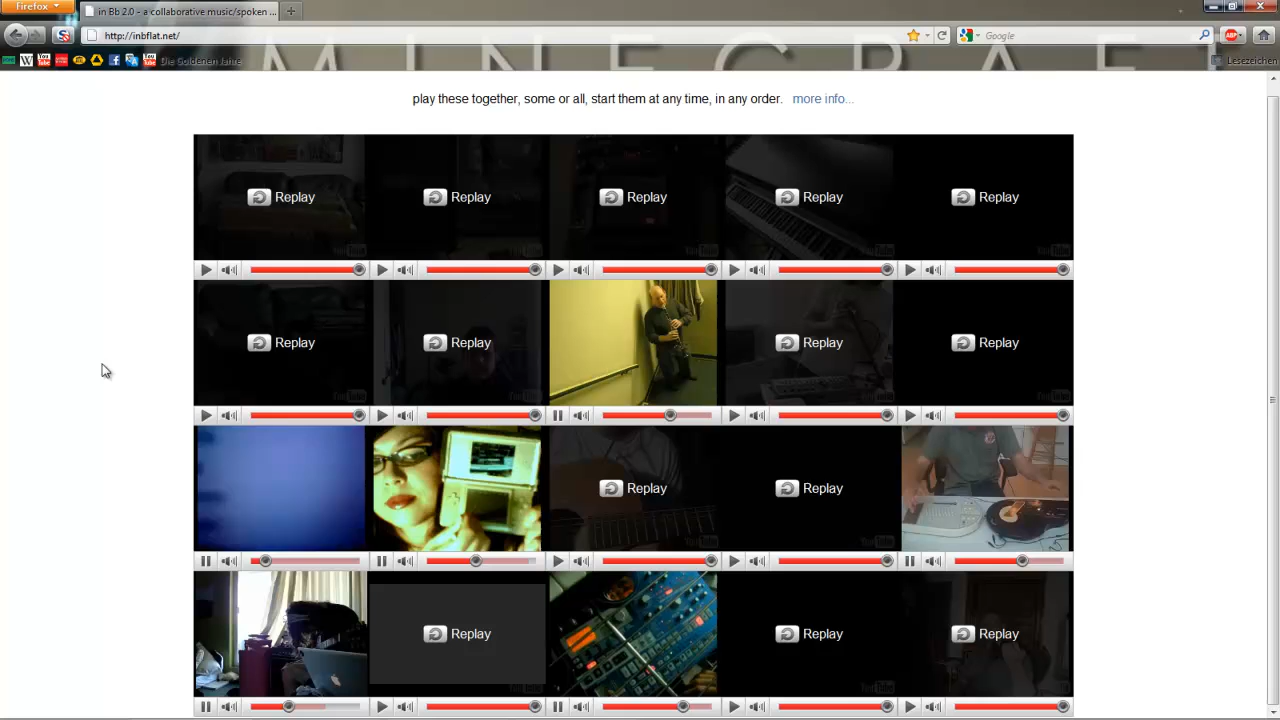 Firefox
in Bb 2.0 - a collaborative music/spoken ...
http://inbflat.net/
Google
ABP
Die Goldenen Jahre
Lesezeichen
MINECRAF
play these together, some or all, start them at any time, in any order. more info...
Replay Replay Replay Replay Replay
Replay Replay Replay Replay
Replay Replay
Replay Replay Replay